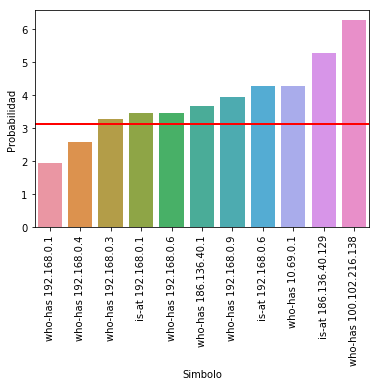 Probabilidad
6
5
4
3
2
1
0
who-has 192.168.0.1
who-has 192.168.0.4
who-has 192.168.0.3
is-at 192.168.0.1
who-has 192.168.0.6
who-has 186.136.40.1
who-has 192.168.0.9
is-at 192.168.0.6
who-has 10.69.0.1
is-at 186.136.40.129
who-has 100.102.216.138
Simbolo